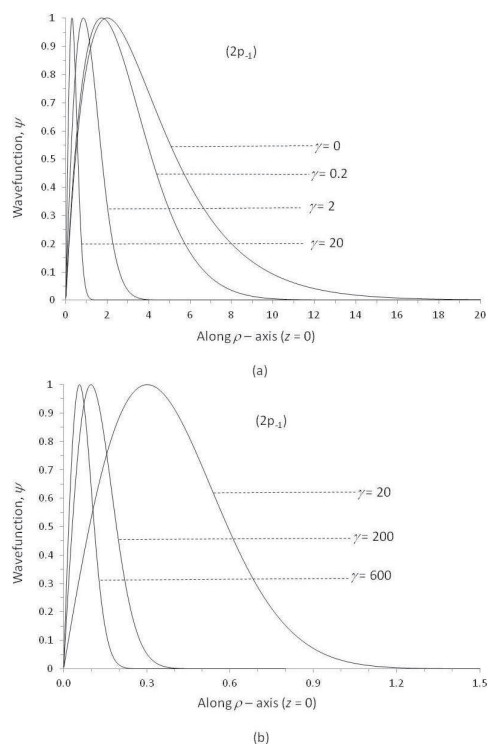 (2p-1)
Wavefunction, ψ
1
0.9
0.8
0.7
0.6
0.5
0.4
0.3
0.2
0.1
0
γ= 0
γ= 0.2
γ= 2
γ= 20
0 2 4 6 8 10 12 14 16 18 20
Along ρ – axis (z = 0)
(a)
(2p-1)
Wavefunction, ψ
1
0.9
0.8
0.7
0.6
0.5
0.4
0.3
0.2
0.1
0
γ= 20
γ= 200
γ= 600
0.0 0.3 0.6 0.9 1.2 1.5
Along ρ – axis (z = 0)
(b)